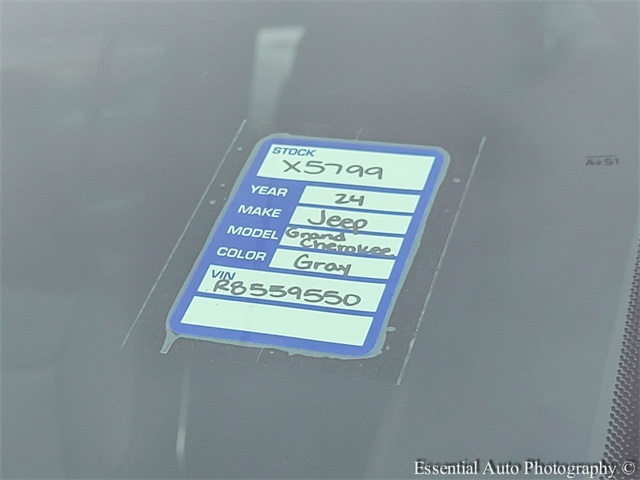 STOCK
X5799
YEAR 24
MAKE Jeep
MODEL Grand
Cherokee
COLOR Gray
VIN
R8559550
AS1
Essential Auto Photography ©